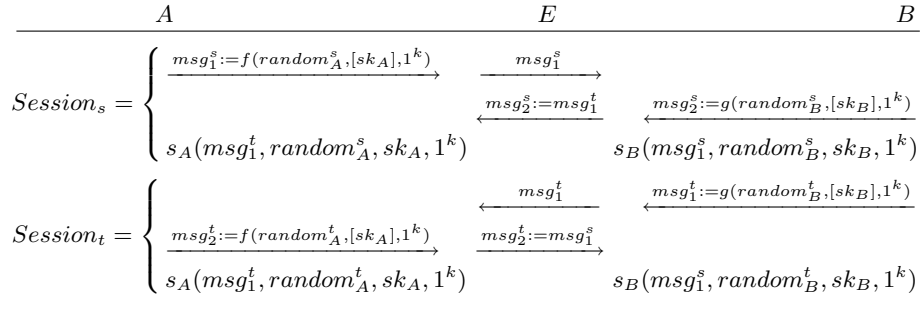 A E B
msg_1^s:=f(random_A^s,[sk_A],1^k) msg_1^s
Session_s = { msg_2^s:=msg_1^t msg_2^s:=g(random_B^s,[sk_B],1^k)
s_A(msg_1^t,random_A^s,sk_A,1^k) s_B(msg_1^s,random_B^s,sk_B,1^k)
msg_1^t msg_1^t:=g(random_B^t,[sk_B],1^k)
Session_t = { msg_2^t:=f(random_A^t,[sk_A],1^k) msg_2^t:=msg_1^s
s_A(msg_1^t,random_A^t,sk_A,1^k) s_B(msg_1^s,random_B^t,sk_B,1^k)